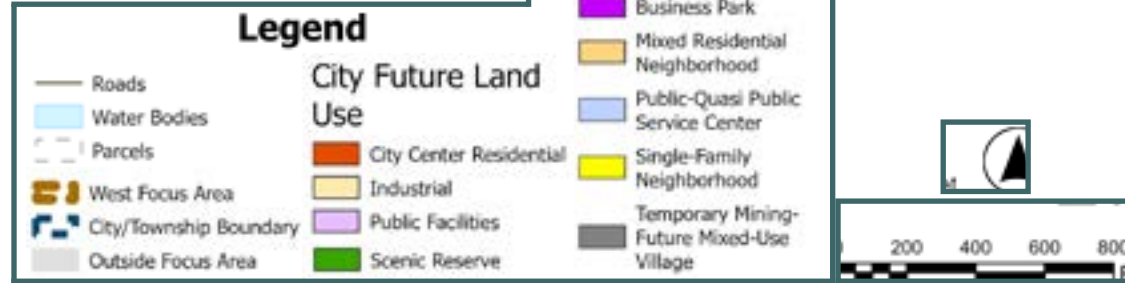 Legend
Roads
Water Bodies
Parcels
West Focus Area
City/Township Boundary
Outside Focus Area
City Future Land
Use
City Center Residential
Industrial
Public Facilities
Scenic Reserve
Business Park
Mixed Residential
Neighborhood
Public-Quasi Public
Service Center
Single-Family
Neighborhood
Temporary Mining-
Future Mixed-Use
Village
200 400 600 800